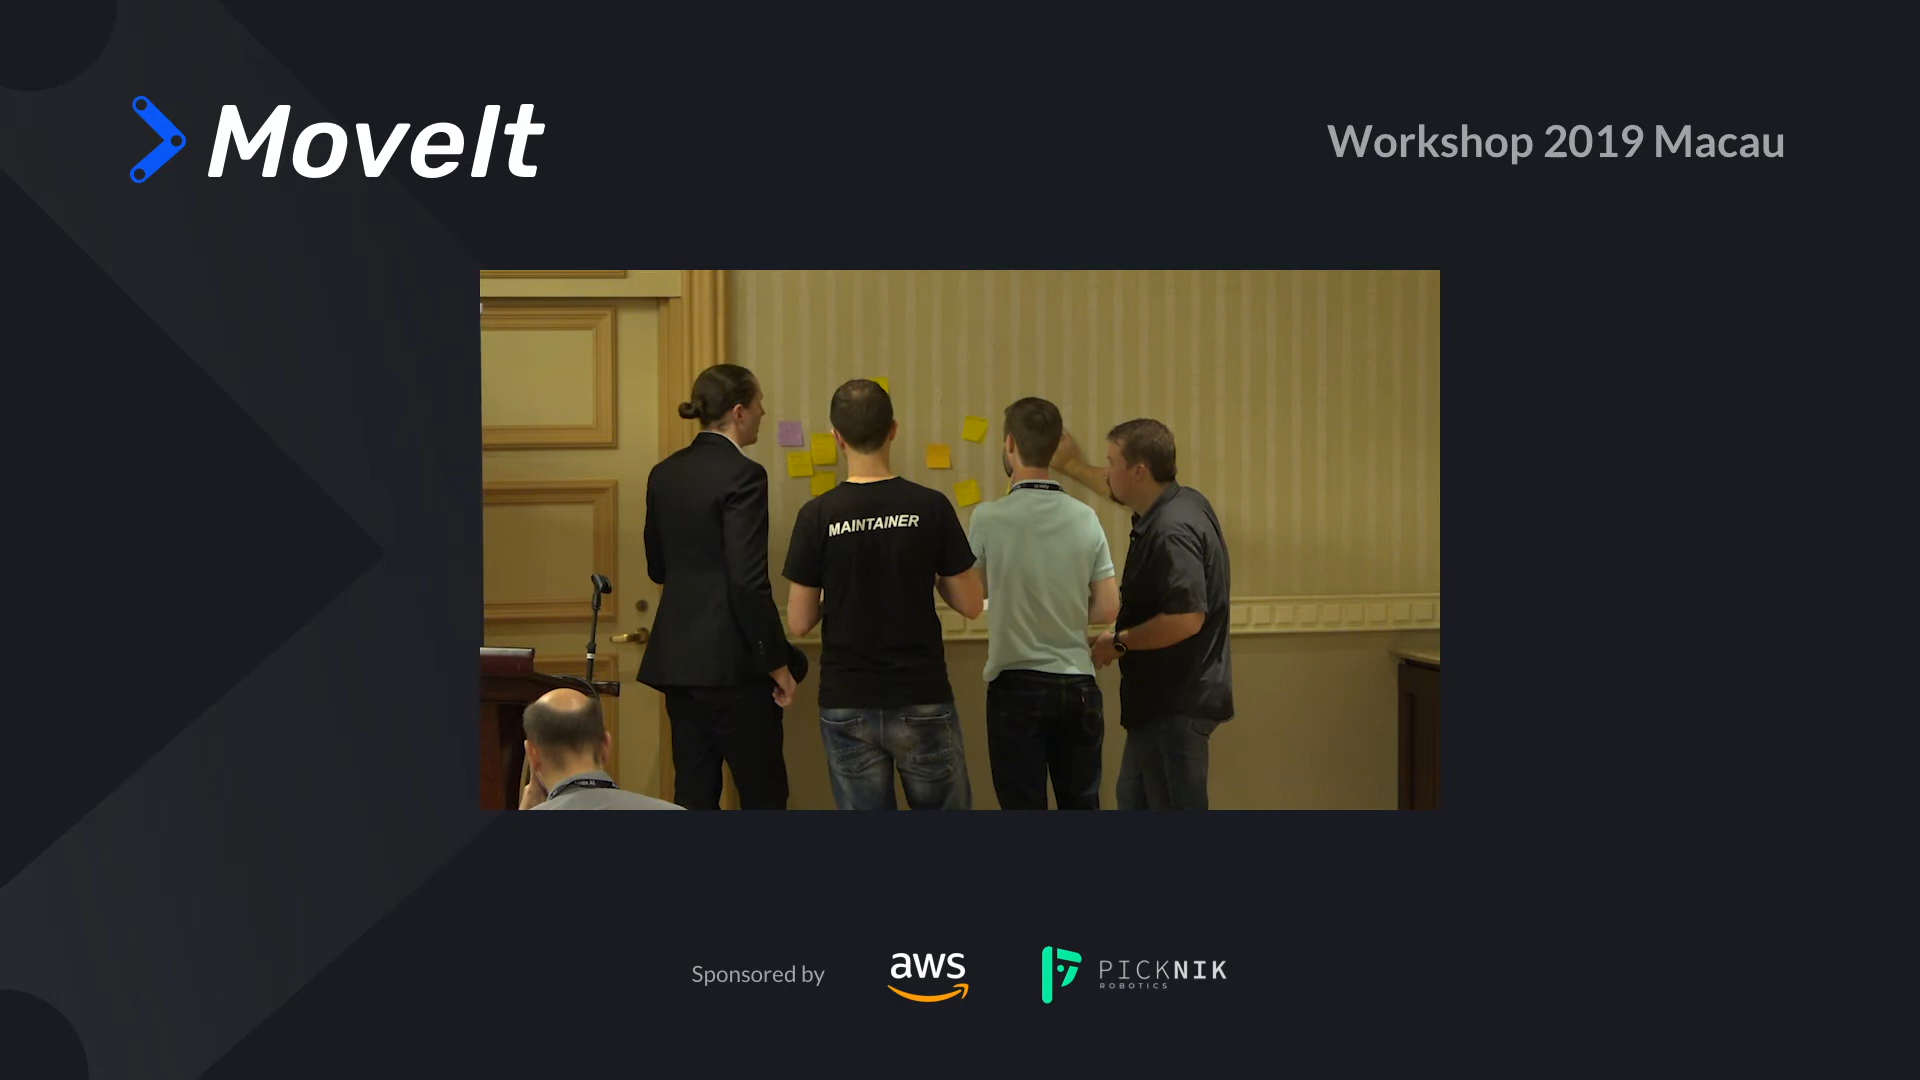 MoveIt
Workshop 2019 Macau
MAINTAINER
Sponsored by
aws
PICKNIK
ROBOTICS